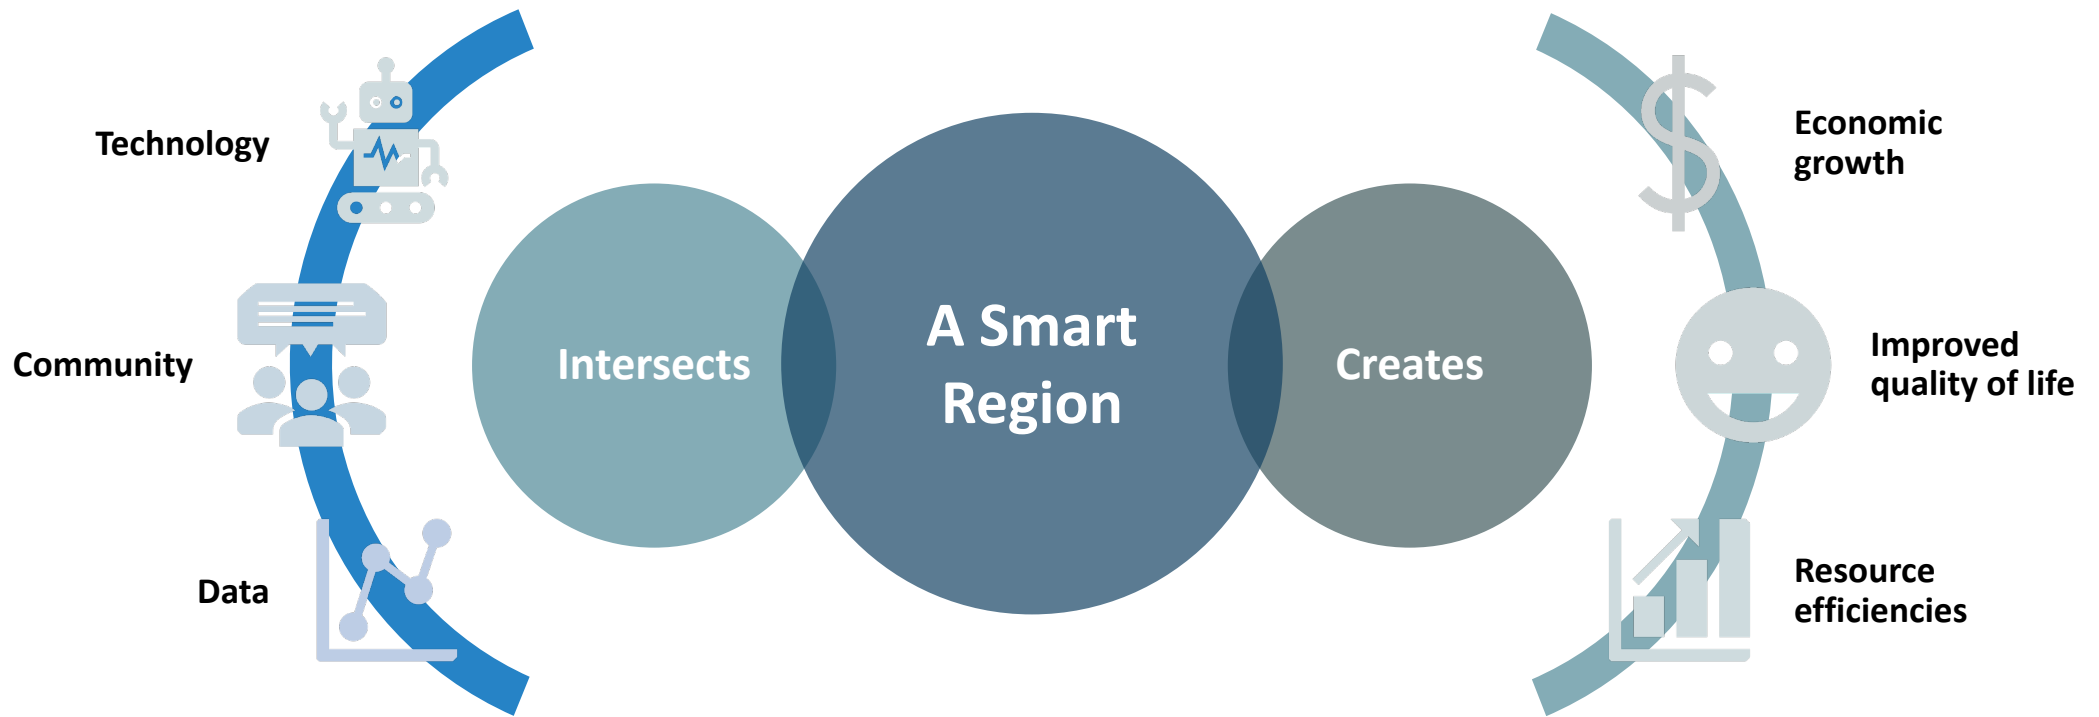 Technology
Community
Data
Intersects
A Smart
Region
Creates
Economic
growth
Improved
quality of life
Resource
efficiencies